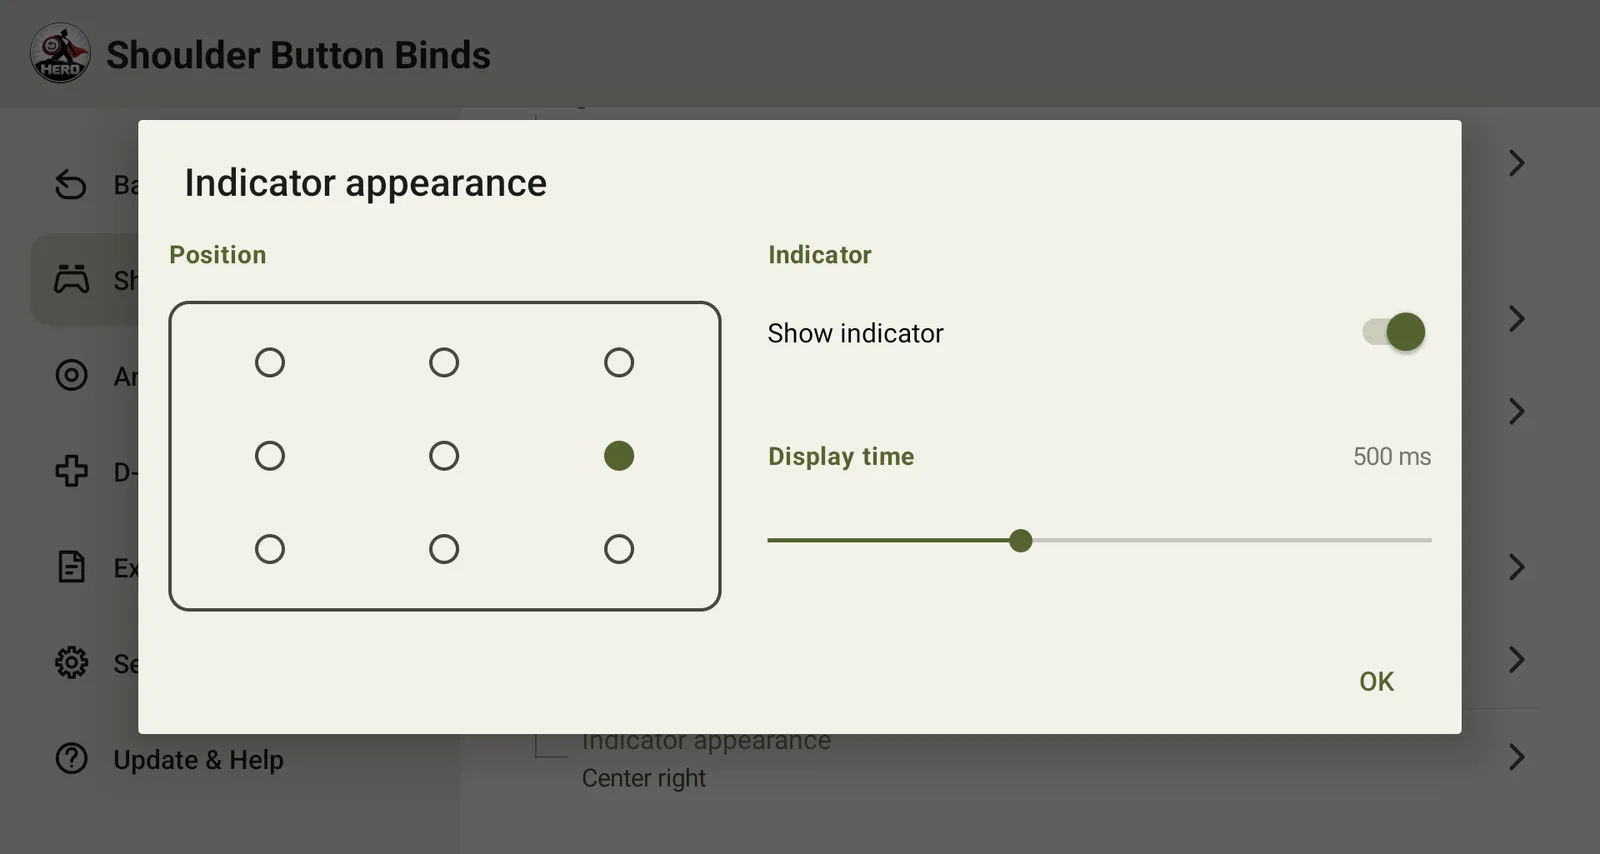 HERO
Shoulder Button Binds
Indicator appearance
Position
Indicator
Show indicator
Display time
500 ms
OK
Update & Help
Indicator appearance
Center right